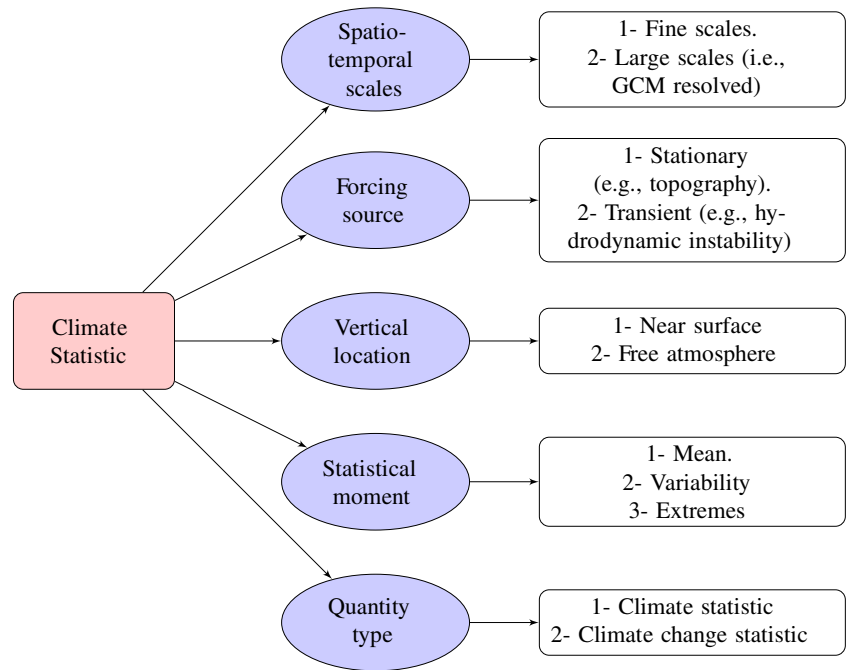 Spatio-
temporal
scales
1- Fine scales.
2- Large scales (i.e.,
GCM resolved)
Forcing
source
1- Stationary
(e.g., topography).
2- Transient (e.g., hy-
drodynamic instability)
Climate
Statistic
Vertical
location
1- Near surface
2- Free atmosphere
Statistical
moment
1- Mean.
2- Variability
3- Extremes
Quantity
type
1- Climate statistic
2- Climate change statistic